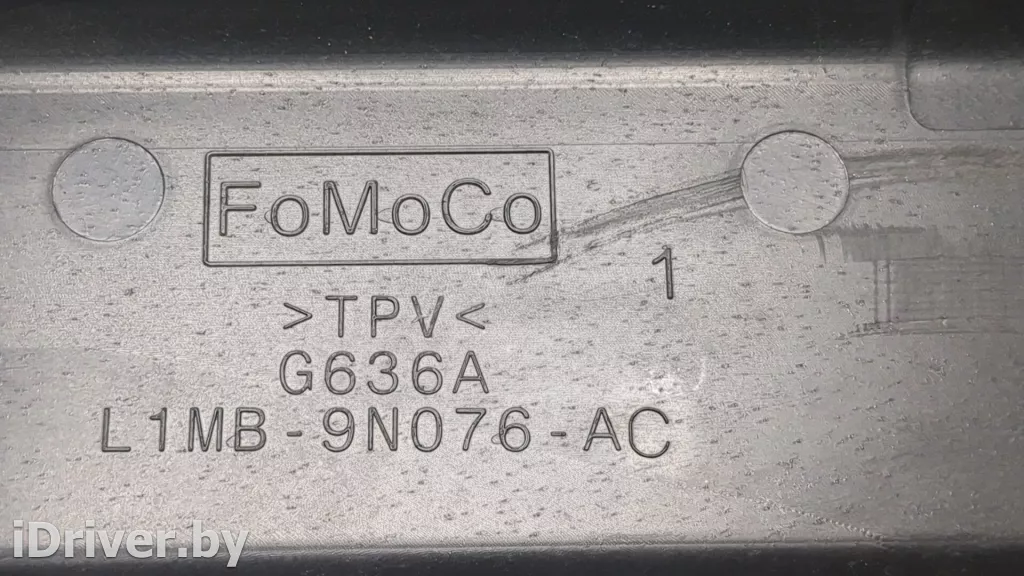 FoMoCo
1
>TPV<
G636A
L1MB-9N076-AC
iDriver.by